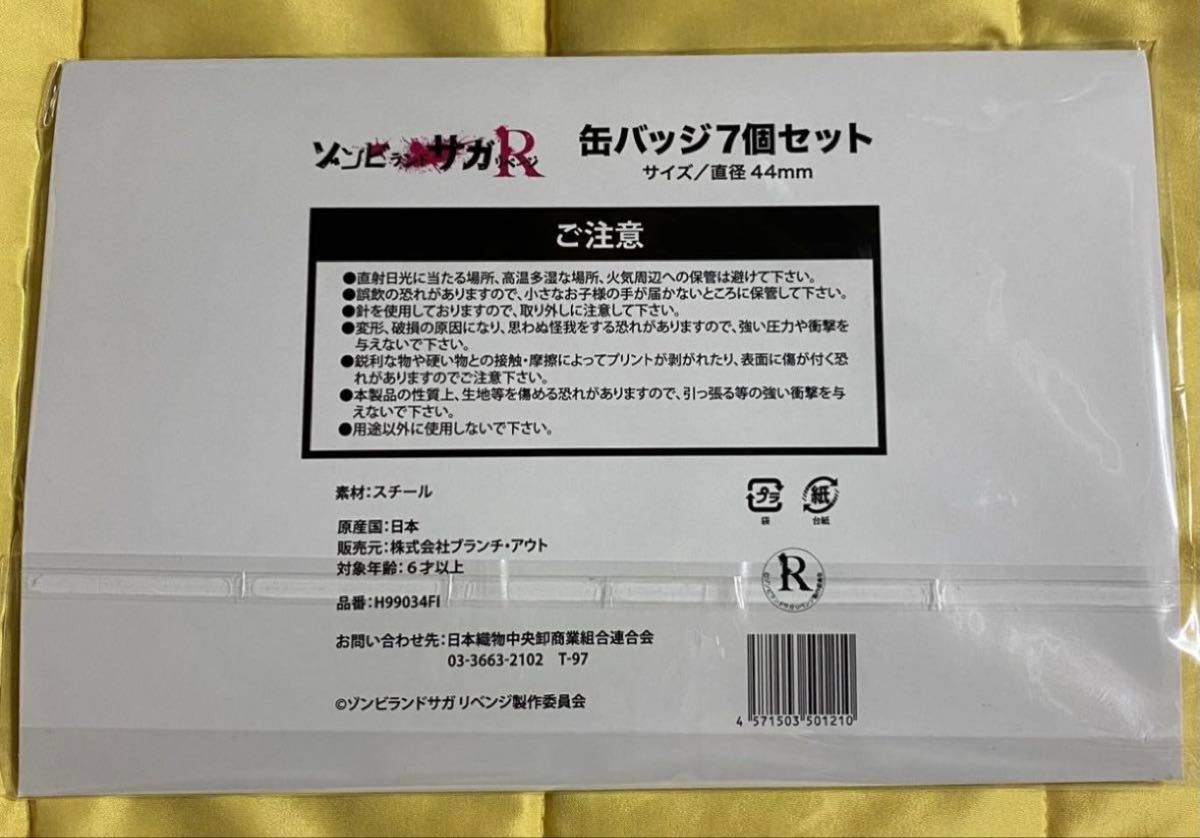 ゾンビランドサガRリベンジ
缶バッジ7個セット
サイズ/直径44mm
ご注意
●直射日光に当たる場所、高温多湿な場所、火気周辺への保管は避けて下さい。
●誤飲の恐れがありますので、小さなお子様の手が届かないところに保管して下さい。
●針を使用しておりますので、取り外しに注意して下さい。
●変形、破損の原因になり、思わぬ怪我をする恐れがありますので、強い圧力や衝撃を
与えないで下さい。
●鋭利な物や硬い物との接触・摩擦によってプリントが剥がれたり、表面に傷が付く恐
れがありますのでご注意下さい。
●本製品の性質上、生地等を傷める恐れがありますので、引っ張る等の強い衝撃を与
えないで下さい。
●用途以外に使用しないで下さい。
素材:スチール
原産国:日本
販売元:株式会社ブランチ・アウト
対象年齢:6才以上
品番:H99034FI
お問い合わせ先:日本織物中央卸商業組合連合会
03-3663-2102 T-97
©ゾンビランドサガ リベンジ製作委員会
プラ
袋
紙
台紙
R
4 571503 501210